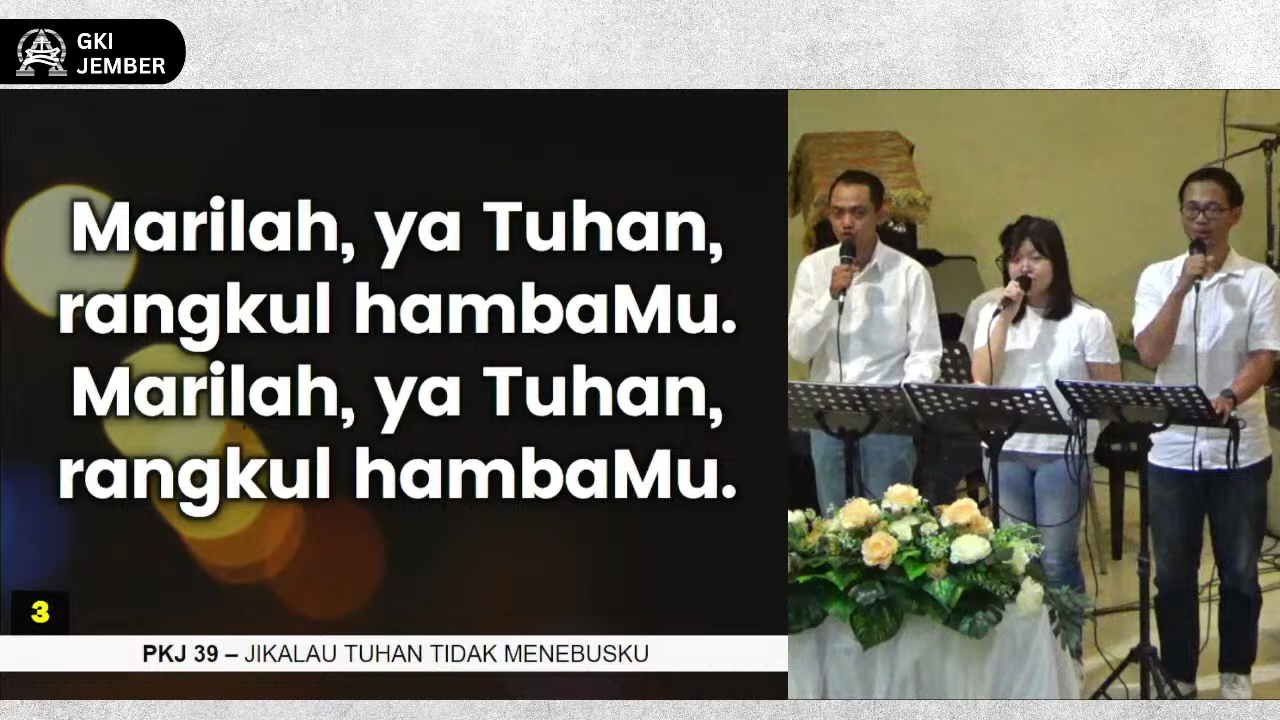 GKI
JEMBER
Marilah, ya Tuhan,
rangkul hambaMu.
Marilah, ya Tuhan,
rangkul hambaMu.
3
PKJ 39 – JIKALAU TUHAN TIDAK MENEBUSKU